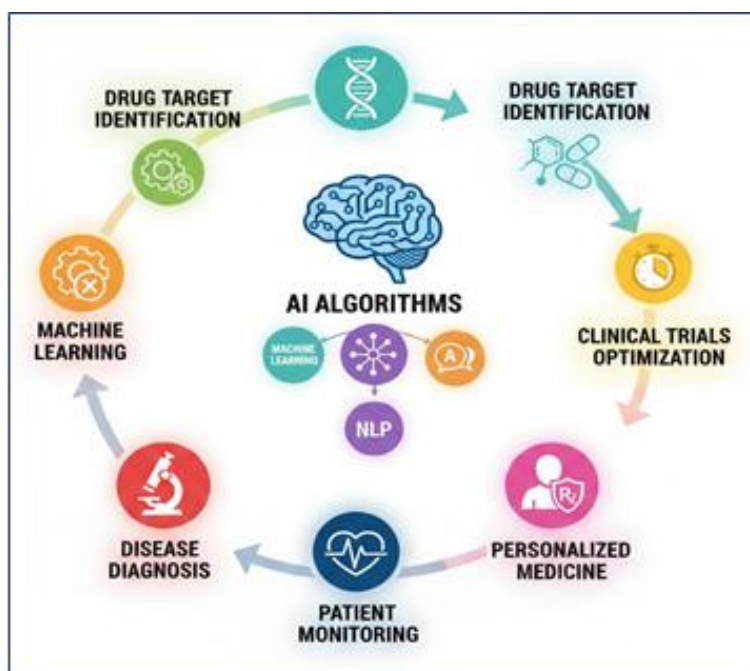 DRUG TARGET
IDENTIFICATION
DRUG TARGET
IDENTIFICATION
AI ALGORITHMS
MACHINE
LEARNING
A
NLP
MACHINE
LEARNING
CLINICAL TRIALS
OPTIMIZATION
DISEASE
DIAGNOSIS
PATIENT
MONITORING
Rx
PERSONALIZED
MEDICINE